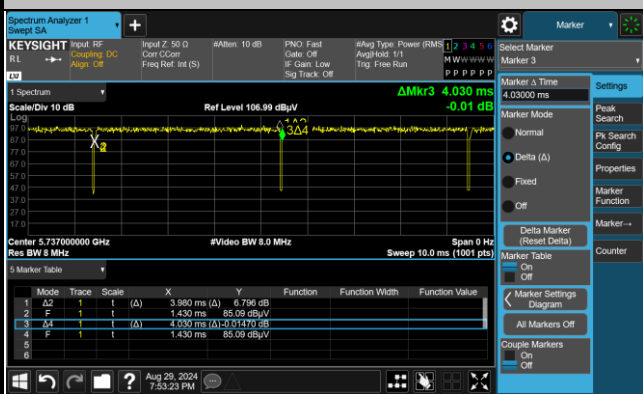 Spectrum Analyzer 1
Swept SA
+
Marker
KEYSIGHT Input: RF Input Z: 50 Ω #Atten: 10 dB PNO: Fast #Avg Type: Power (RMS 1 2 3 4 5 6
RL Coupling: DC Corr CCorr Gate: Off Avg|Hold: 1/1 M W W W W W
Align: Off Freq Ref: Int (S) IF Gain: Low Trig: Free Run
Sig Track: Off P P P P P P
LXI
Select Marker
Marker 3
1 Spectrum
ΔMkr3 4.030 ms
Scale/Div 10 dB Ref Level 106.99 dBµV -0.01 dB
Log
97.0
87.0
77.0
67.0
57.0
47.0
37.0
27.0
17.0
X
2
1Δ2
3Δ4
Center 5.737000000 GHz #Video BW 8.0 MHz Span 0 Hz
Res BW 8 MHz Sweep 10.0 ms (1001 pts)
5 Marker Table
Mode Trace Scale X Y Function Function Width Function Value
1 Δ2 1 t (Δ) 3.980 ms (Δ) 6.796 dB
2 F 1 t 1.430 ms 85.09 dBµV
3 Δ4 1 t (Δ) 4.030 ms (Δ) -0.01470 dB
4 F 1 t 1.430 ms 85.09 dBµV
5
6
Marker Δ Time
4.03000 ms
Marker Mode
Normal
Delta (Δ)
Fixed
Off
Delta Marker
(Reset Delta)
Marker Table
On
Off
Marker Settings
Diagram
All Markers Off
Couple Markers
On
Off
Settings
Peak
Search
Pk Search
Config
Properties
Marker
Function
Marker→
Counter
? Aug 29, 2024
7:53:23 PM